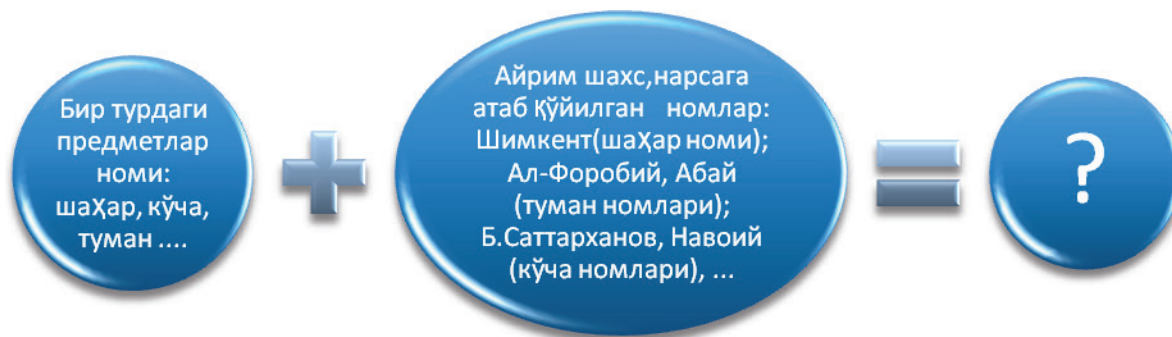 Бир турдаги
предметлар
номи:
шаҲар, кўча,
туман ....
Айрим шахс,нарсага
атаб Қўйилган номлар:
Шимкент(шаҲар номи);
Ал-Форобий, Абай
(туман номлари);
Б.Саттарханов, Навоий
(кўча номлари), ...
?